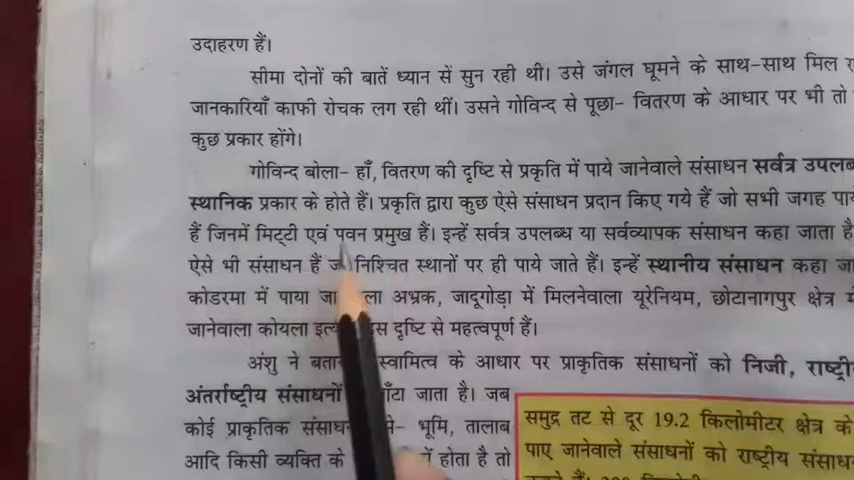 उदाहरण हैं।
सीमा दोनों की बातें ध्यान से सुन रही थी। उसे जंगल घूमने के साथ-साथ मिल
जानकारियाँ काफी रोचक लग रही थीं। उसने गोविन्द से पूछा- वितरण के आधार पर भी तो
कुछ प्रकार होंगे।
गोविन्द बोला- हाँ, वितरण की दृष्टि से प्रकृति में पाये जानेवाले संसाधन सर्वत्र
स्थानिक प्रकार के होते हैं। प्रकृति द्वारा कुछ ऐसे संसाधन प्रदान किए गये हैं जो सभी जगह
हैं जिनमें मिट्टी एवं पवन प्रमुख हैं। इन्हें सर्वत्र उपलब्ध या सर्वव्यापक संसाधन कहा जाता है
ऐसे भी संसाधन हैं निश्चित स्थानों पर ही पाये जाते हैं। इन्हें स्थानीय संसाधन कहा
कोडरमा में पाया अभ्रक, जादूगोड़ा में मिलनेवाला यूरेनियम, छोटानागपुर क्षेत्र
जानेवाला कोयला दृष्टि से महत्वपूर्ण हैं।
अंशु ने स्वामित्व के आधार पर प्राकृतिक संसाधनों को निजी,
अंतर्राष्ट्रीय संसाधनों जाता है। जब
कोई प्राकृतिक भूमि, तालाब
आदि किसी व्यक्ति के होता है तो
समुद्र तट से दूर 19.2 किलोमीटर क्षेत्र
पाए जानेवाले संसाधनों को राष्ट्रीय